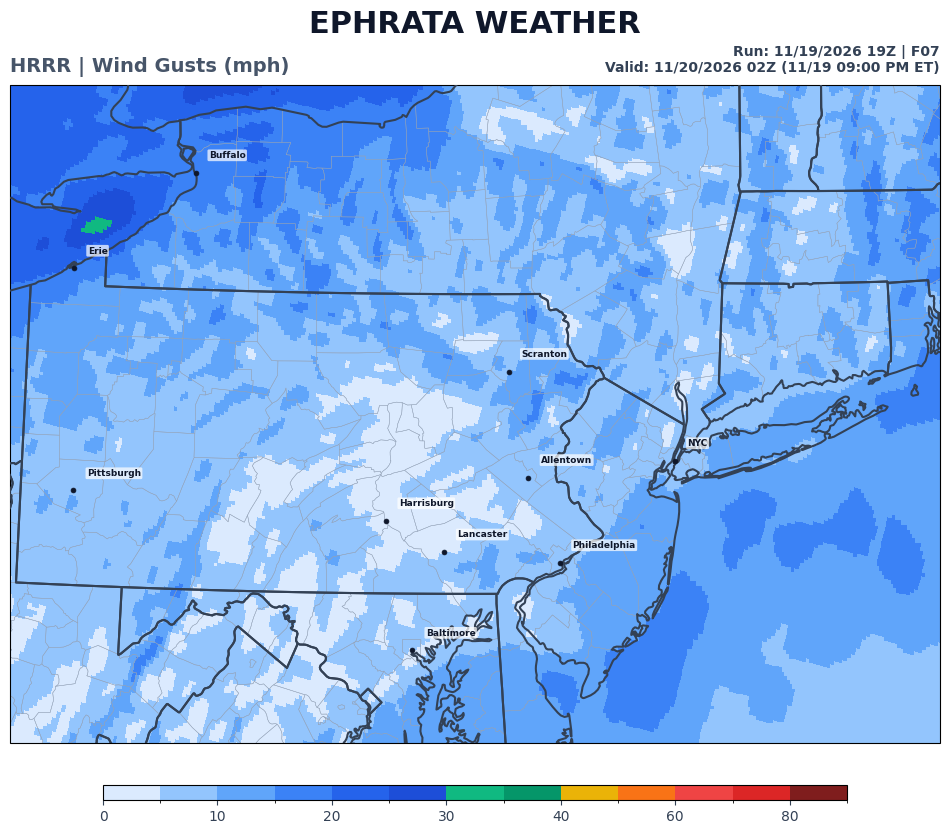 EPHRATA WEATHER
Run: 11/19/2026 19Z | F07
HRRR | Wind Gusts (mph)
Valid: 11/20/2026 02Z (11/19 09:00 PM ET)
Buffalo
Erie
Scranton
NYC
Allentown
Pittsburgh
Harrisburg
Lancaster
Philadelphia
Baltimore
0 10 20 30 40 50 60 70 80